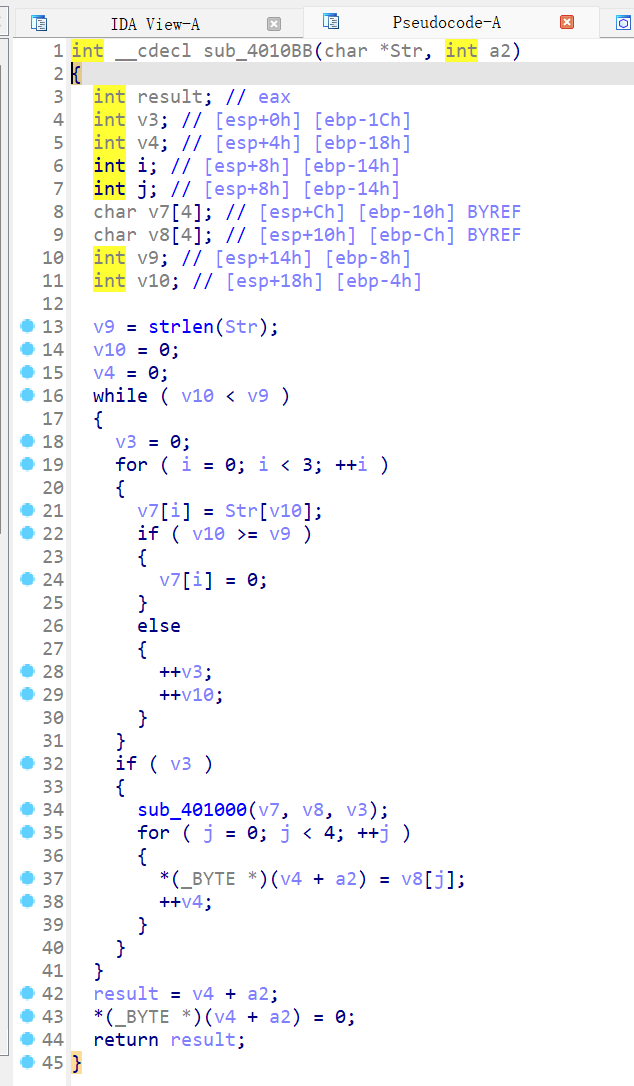 IDA View-A
Pseudocode-A
1 int __cdecl sub_4010BB(char *Str, int a2)
2 {
3 int result; // eax
4 int v3; // [esp+0h] [ebp-1Ch]
5 int v4; // [esp+4h] [ebp-18h]
6 int i; // [esp+8h] [ebp-14h]
7 int j; // [esp+8h] [ebp-14h]
8 char v7[4]; // [esp+Ch] [ebp-10h] BYREF
9 char v8[4]; // [esp+10h] [ebp-Ch] BYREF
10 int v9; // [esp+14h] [ebp-8h]
11 int v10; // [esp+18h] [ebp-4h]
12
13 v9 = strlen(Str);
14 v10 = 0;
15 v4 = 0;
16 while ( v10 < v9 )
17 {
18 v3 = 0;
19 for ( i = 0; i < 3; ++i )
20 {
21 v7[i] = Str[v10];
22 if ( v10 >= v9 )
23 {
24 v7[i] = 0;
25 }
26 else
27 {
28 ++v3;
29 ++v10;
30 }
31 }
32 if ( v3 )
33 {
34 sub_401000(v7, v8, v3);
35 for ( j = 0; j < 4; ++j )
36 {
37 *(_BYTE *)(v4 + a2) = v8[j];
38 ++v4;
39 }
40 }
41 }
42 result = v4 + a2;
43 *(_BYTE *)(v4 + a2) = 0;
44 return result;
45 }